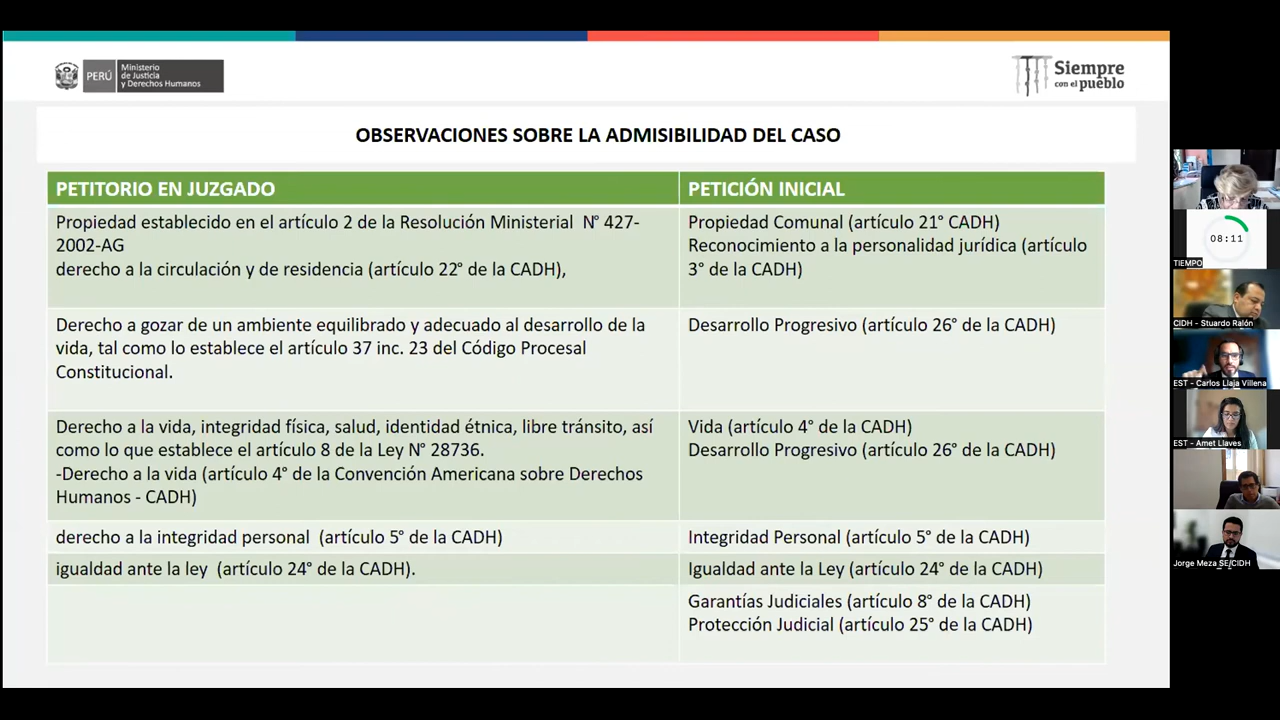 PERÚ
Ministerio
de Justicia
y Derechos Humanos
Siempre
con el pueblo
OBSERVACIONES SOBRE LA ADMISIBILIDAD DEL CASO
PETITORIO EN JUZGADO
PETICIÓN INICIAL
Propiedad establecido en el artículo 2 de la Resolución Ministerial N° 427-
2002-AG
derecho a la circulación y de residencia (artículo 22° de la CADH),
Propiedad Comunal (artículo 21° CADH)
Reconocimiento a la personalidad jurídica (artículo
3° de la CADH)
Derecho a gozar de un ambiente equilibrado y adecuado al desarrollo de la
vida, tal como lo establece el artículo 37 inc. 23 del Código Procesal
Constitucional.
Desarrollo Progresivo (artículo 26° de la CADH)
Derecho a la vida, integridad física, salud, identidad étnica, libre tránsito, así
como lo que establece el artículo 8 de la Ley N° 28736.
-Derecho a la vida (artículo 4° de la Convención Americana sobre Derechos
Humanos - CADH)
Vida (artículo 4° de la CADH)
Desarrollo Progresivo (artículo 26° de la CADH)
derecho a la integridad personal (artículo 5° de la CADH)
Integridad Personal (artículo 5° de la CADH)
igualdad ante la ley (artículo 24° de la CADH).
Igualdad ante la Ley (artículo 24° de la CADH)
Garantías Judiciales (artículo 8° de la CADH)
Protección Judicial (artículo 25° de la CADH)
08:11
TIEMPO
CIDH - Stuardo Ralón
EST - Carlos Llaja Villena
EST - Amet Llaves
Jorge Meza SE/CIDH